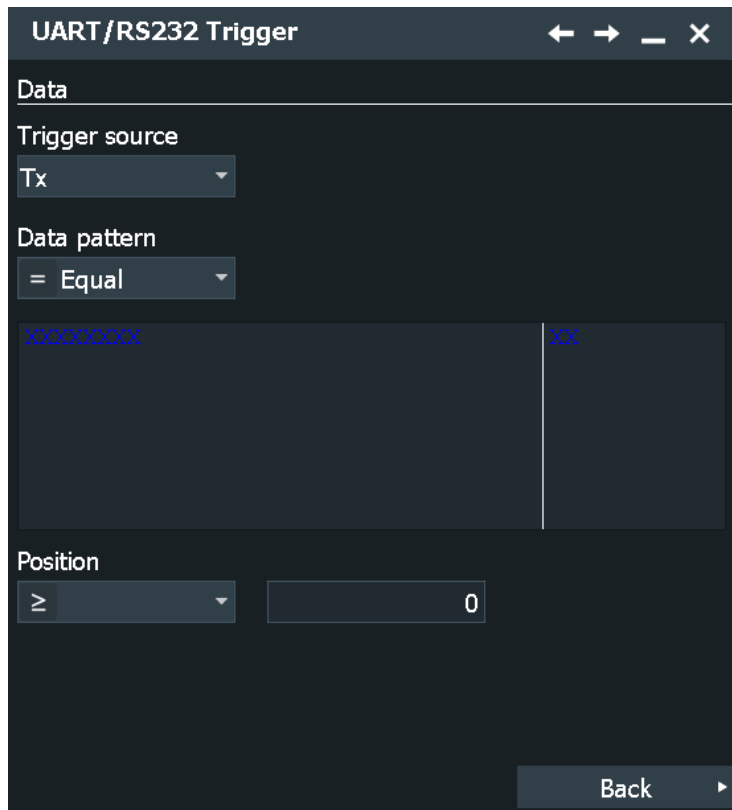 UART/RS232 Trigger
Data
Trigger source
Tx
Data pattern
= Equal
XXXXXXXX XX
Position
≥ 0
Back